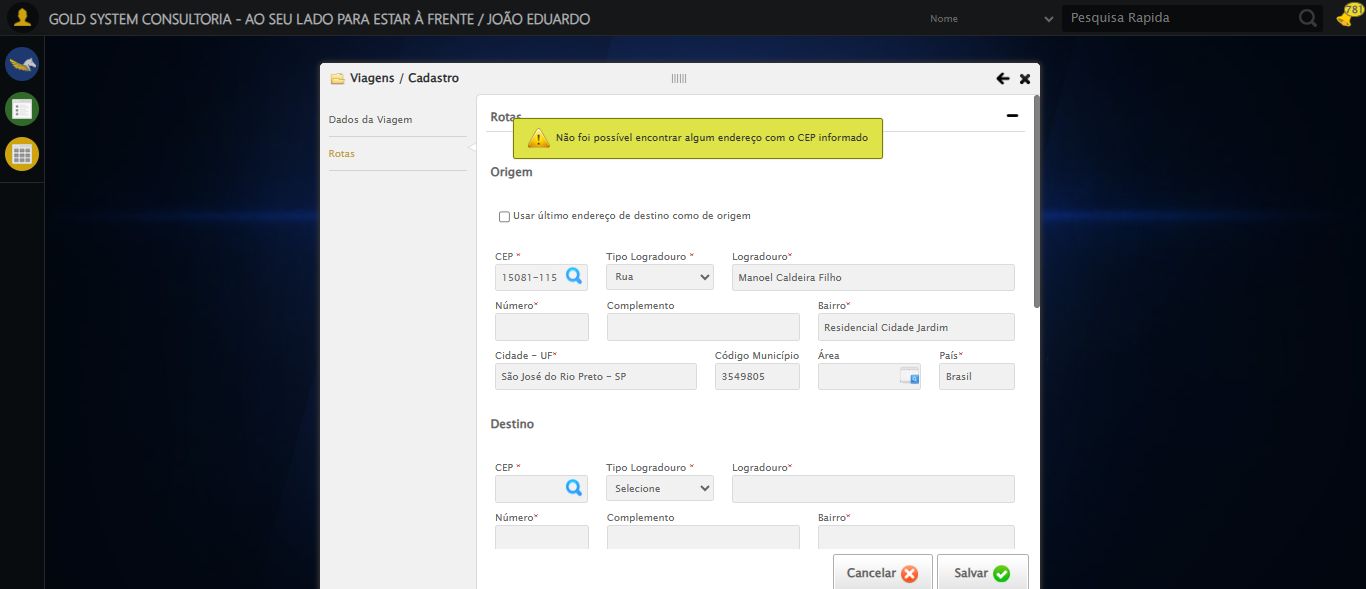 GOLD SYSTEM CONSULTORIA - AO SEU LADO PARA ESTAR À FRENTE / JOÃO EDUARDO
Nome
Pesquisa Rapida
781
Viagens / Cadastro
Dados da Viagem
Rotas
Rotas
Não foi possível encontrar algum endereço com o CEP informado
Origem
Usar último endereço de destino como de origem
CEP * Tipo Logradouro * Logradouro*
15081-115 Rua Manoel Caldeira Filho
Número* Complemento Bairro*
Residencial Cidade Jardim
Cidade - UF* Código Município Área País*
São José do Rio Preto - SP 3549805 Brasil
Destino
CEP * Tipo Logradouro * Logradouro*
Selecione
Número* Complemento Bairro*
Cancelar Salvar